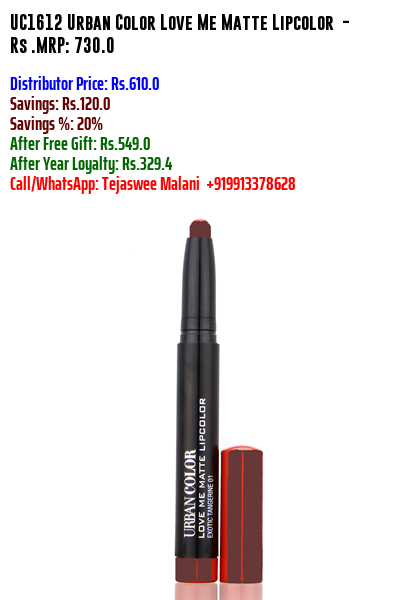 UC1612 Urban Color Love Me Matte Lipcolor -
Rs .MRP: 730.0
Distributor Price: Rs.610.0
Savings: Rs.120.0
Savings %: 20%
After Free Gift: Rs.549.0
After Year Loyalty: Rs.329.4
Call/WhatsApp: Tejaswee Malani +919913378628
URBAN COLOR
LOVE ME MATTE LIPCOLOR
EXOTIC TANGERINE 01